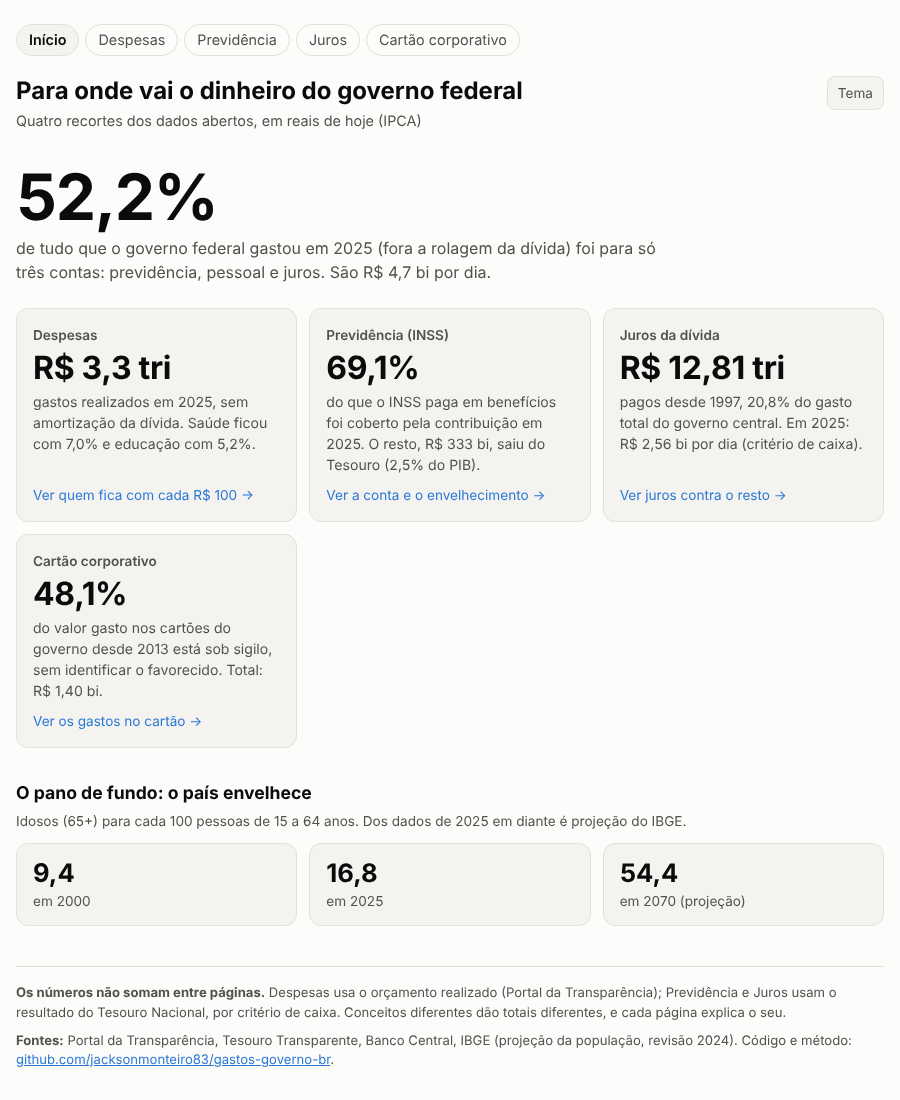 Início
Despesas
Previdência
Juros
Cartão corporativo
Para onde vai o dinheiro do governo federal
Tema
Quatro recortes dos dados abertos, em reais de hoje (IPCA)
52,2%
de tudo que o governo federal gastou em 2025 (fora a rolagem da dívida) foi para só
três contas: previdência, pessoal e juros. São R$ 4,7 bi por dia.
Despesas
R$ 3,3 tri
gastos realizados em 2025, sem
amortização da dívida. Saúde ficou
com 7,0% e educação com 5,2%.
Ver quem fica com cada R$ 100 →
Previdência (INSS)
69,1%
do que o INSS paga em benefícios
foi coberto pela contribuição em
2025. O resto, R$ 333 bi, saiu do
Tesouro (2,5% do PIB).
Ver a conta e o envelhecimento →
Juros da dívida
R$ 12,81 tri
pagos desde 1997, 20,8% do gasto
total do governo central. Em 2025:
R$ 2,56 bi por dia (critério de caixa).
Ver juros contra o resto →
Cartão corporativo
48,1%
do valor gasto nos cartões do
governo desde 2013 está sob sigilo,
sem identificar o favorecido. Total:
R$ 1,40 bi.
Ver os gastos no cartão →
O pano de fundo: o país envelhece
Idosos (65+) para cada 100 pessoas de 15 a 64 anos. Dos dados de 2025 em diante é projeção do IBGE.
9,4
em 2000
16,8
em 2025
54,4
em 2070 (projeção)
Os números não somam entre páginas. Despesas usa o orçamento realizado (Portal da Transparência); Previdência e Juros usam o
resultado do Tesouro Nacional, por critério de caixa. Conceitos diferentes dão totais diferentes, e cada página explica o seu.
Fontes: Portal da Transparência, Tesouro Transparente, Banco Central, IBGE (projeção da população, revisão 2024). Código e método:
github.com/jacksonmonteiro83/gastos-governo-br.